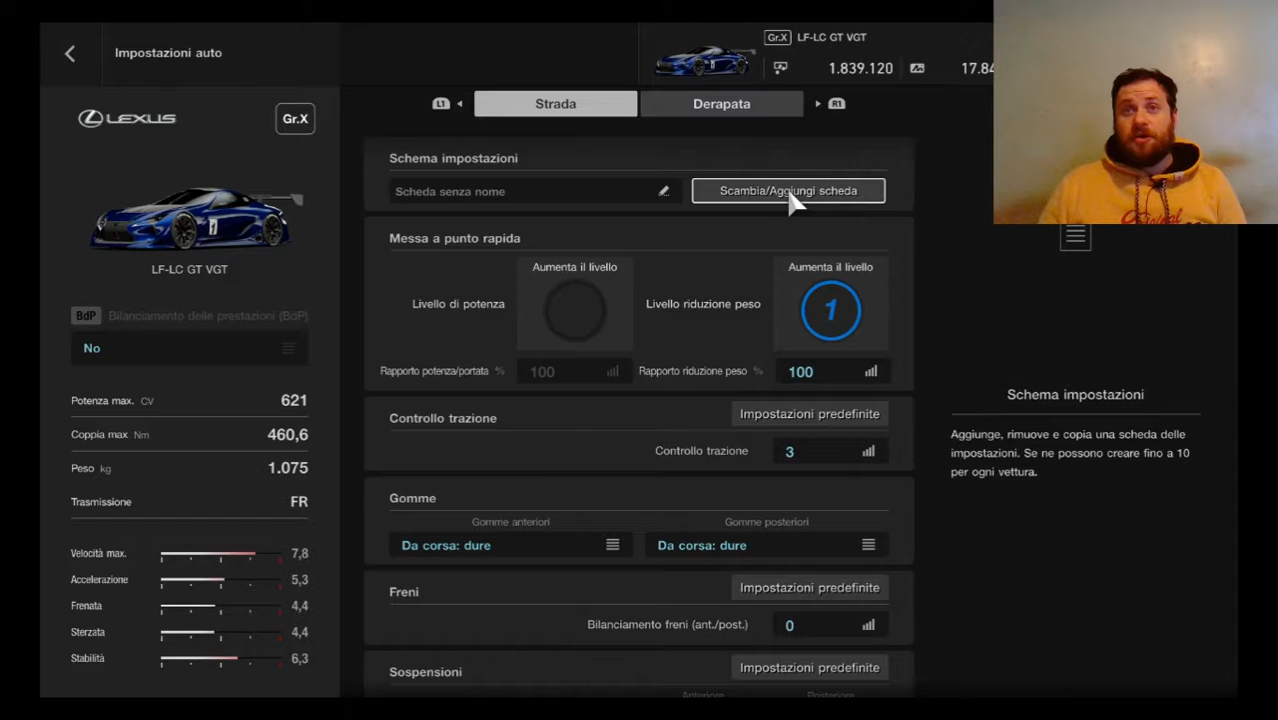 Impostazioni auto
Gr.X LF-LC GT VGT
1.839.120 17.84
LEXUS Gr.X
LF-LC GT VGT
BdP Bilanciamento delle prestazioni (BdP)
No
Potenza max. CV 621
Coppia max Nm 460,6
Peso kg 1.075
Trasmissione FR
Velocità max. 7,8
Accelerazione 5,3
Frenata 4,4
Sterzata 4,4
Stabilità 6,3
L1 Strada Derapata R1
Schema impostazioni
Scheda senza nome Scambia/Aggiungi scheda
Messa a punto rapida
Aumenta il livello Aumenta il livello
Livello di potenza Livello riduzione peso 1
Rapporto potenza/portata % 100 Rapporto riduzione peso % 100
Controllo trazione Impostazioni predefinite
Controllo trazione 3
Gomme
Gomme anteriori Gomme posteriori
Da corsa: dure Da corsa: dure
Freni Impostazioni predefinite
Bilanciamento freni (ant./post.) 0
Sospensioni Impostazioni predefinite
Anteriore Posteriore
Schema impostazioni
Aggiunge, rimuove e copia una scheda delle
impostazioni. Se ne possono creare fino a 10
per ogni vettura.